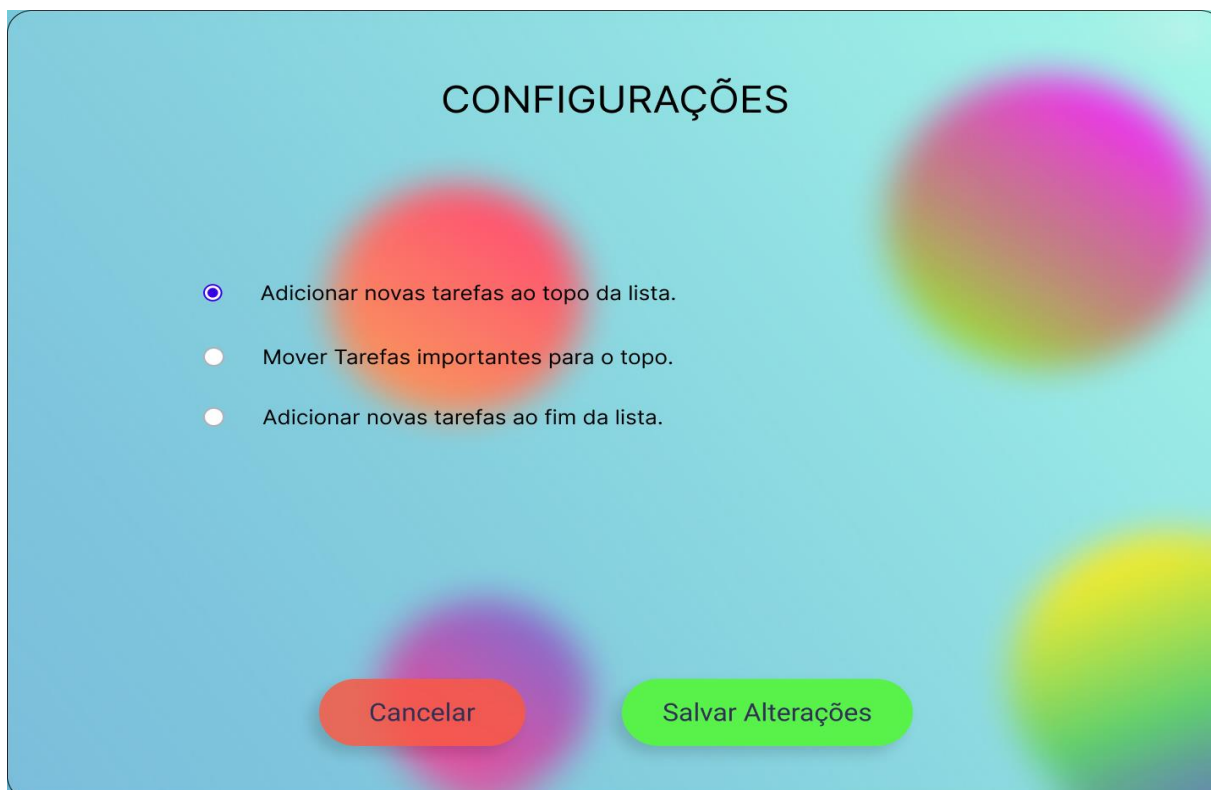 CONFIGURAÇÕES
Adicionar novas tarefas ao topo da lista.
Mover Tarefas importantes para o topo.
Adicionar novas tarefas ao fim da lista.
Cancelar
Salvar Alterações